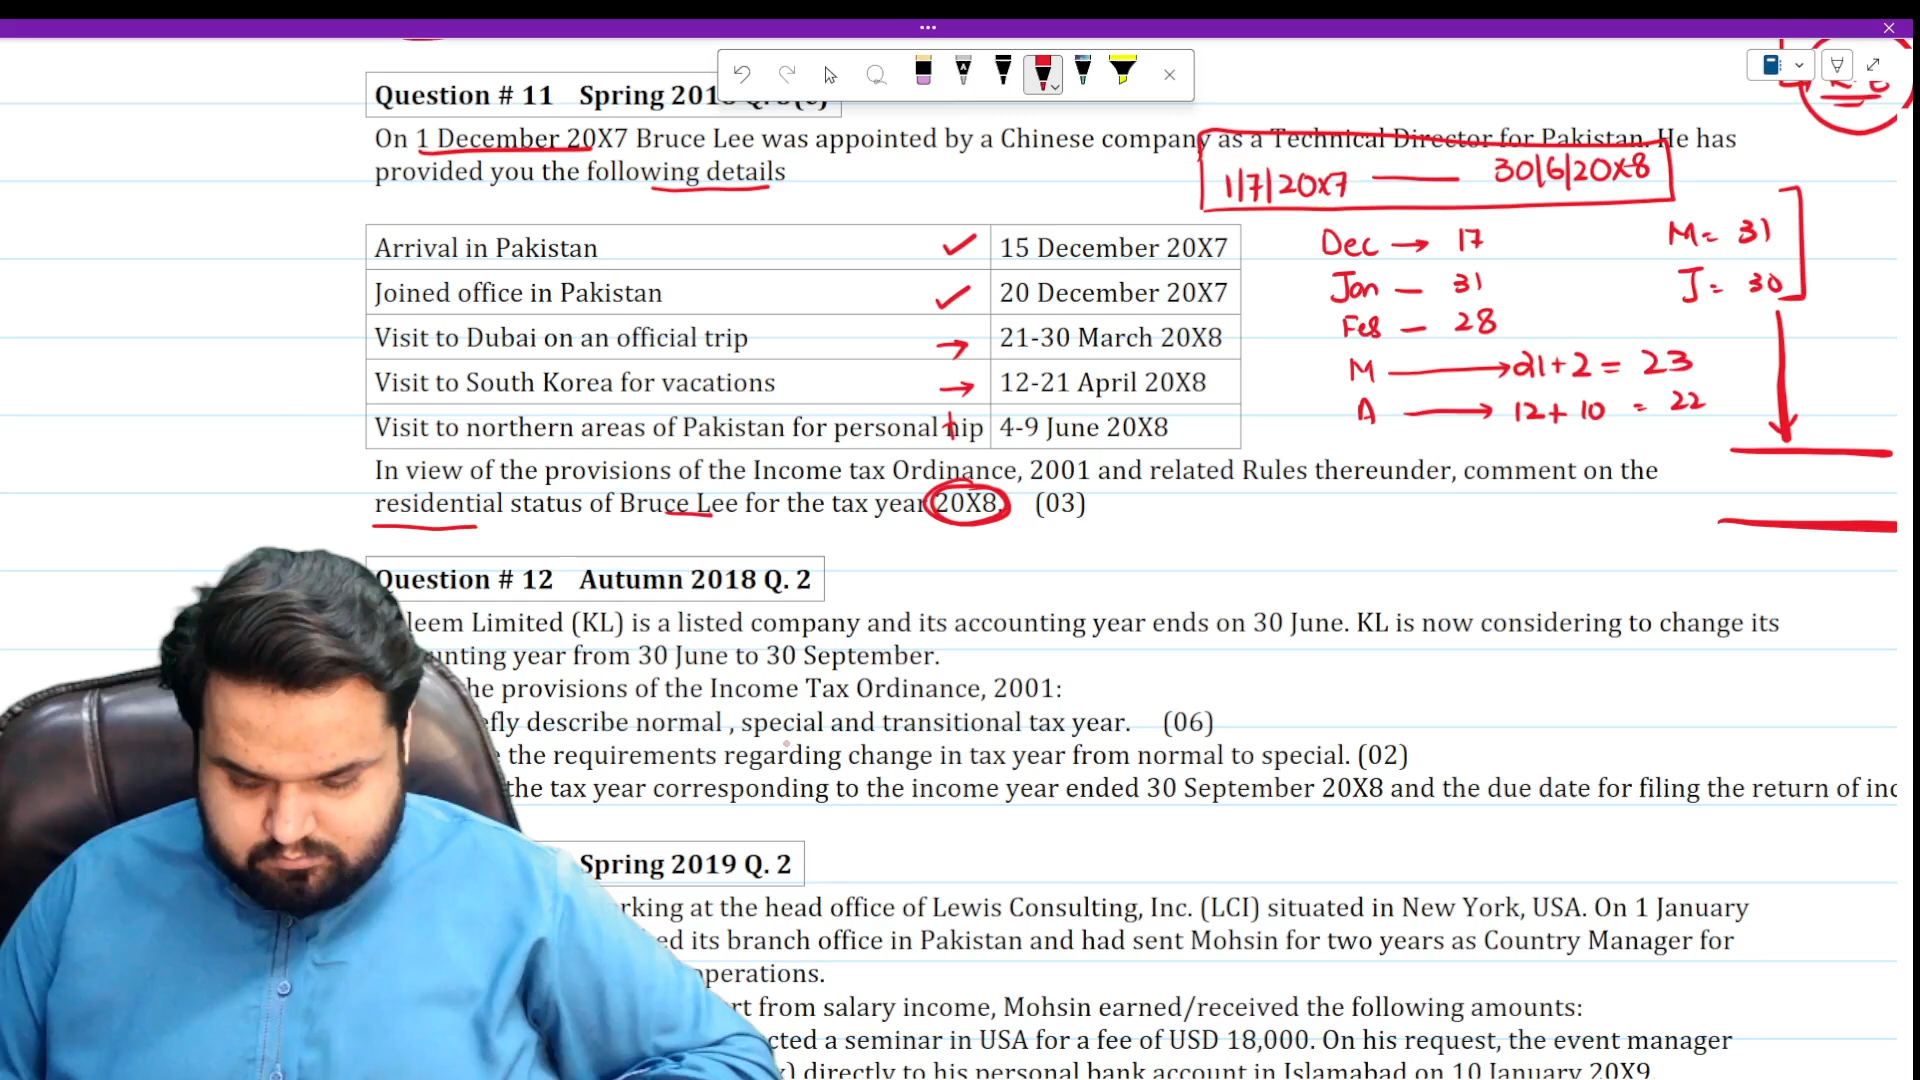 Question # 11 Spring 201
On 1 December 20X7 Bruce Lee was appointed by a Chinese company as a Technical Director for Pakistan. He has
provided you the following details
1/7/20X7 —— 30/6/20X8
Arrival in Pakistan 15 December 20X7
Joined office in Pakistan 20 December 20X7
Visit to Dubai on an official trip 21-30 March 20X8
Visit to South Korea for vacations 12-21 April 20X8
Visit to northern areas of Pakistan for personal 4-9 June 20X8
Dec → 17
Jan — 31
Feb — 28
M → 21+2 = 23
A → 12+10 = 22
M= 31
J= 30
In view of the provisions of the Income tax Ordinance, 2001 and related Rules thereunder, comment on the
residential status of Bruce Lee for the tax year 20X8. (03)
Question # 12 Autumn 2018 Q. 2
leem Limited (KL) is a listed company and its accounting year ends on 30 June. KL is now considering to change its
unting year from 30 June to 30 September.
he provisions of the Income Tax Ordinance, 2001:
efly describe normal , special and transitional tax year. (06)
the requirements regarding change in tax year from normal to special. (02)
the tax year corresponding to the income year ended 30 September 20X8 and the due date for filing the return of inc
Spring 2019 Q. 2
rking at the head office of Lewis Consulting, Inc. (LCI) situated in New York, USA. On 1 January
ed its branch office in Pakistan and had sent Mohsin for two years as Country Manager for
operations.
rt from salary income, Mohsin earned/received the following amounts:
cted a seminar in USA for a fee of USD 18,000. On his request, the event manager
x) directly to his personal bank account in Islamabad on 10 January 20X9.